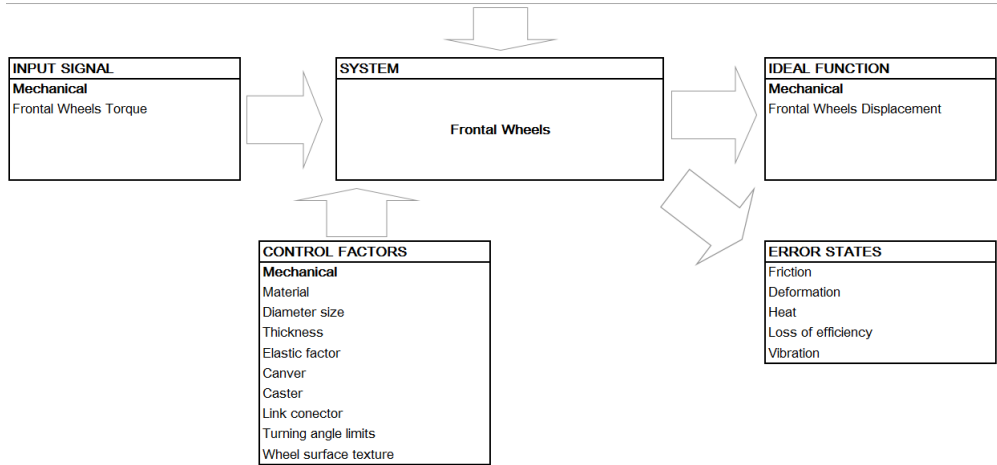 INPUT SIGNAL
Mechanical
Frontal Wheels Torque
SYSTEM
Frontal Wheels
IDEAL FUNCTION
Mechanical
Frontal Wheels Displacement
CONTROL FACTORS
Mechanical
Material
Diameter size
Thickness
Elastic factor
Canver
Caster
Link conector
Turning angle limits
Wheel surface texture
ERROR STATES
Friction
Deformation
Heat
Loss of efficiency
Vibration